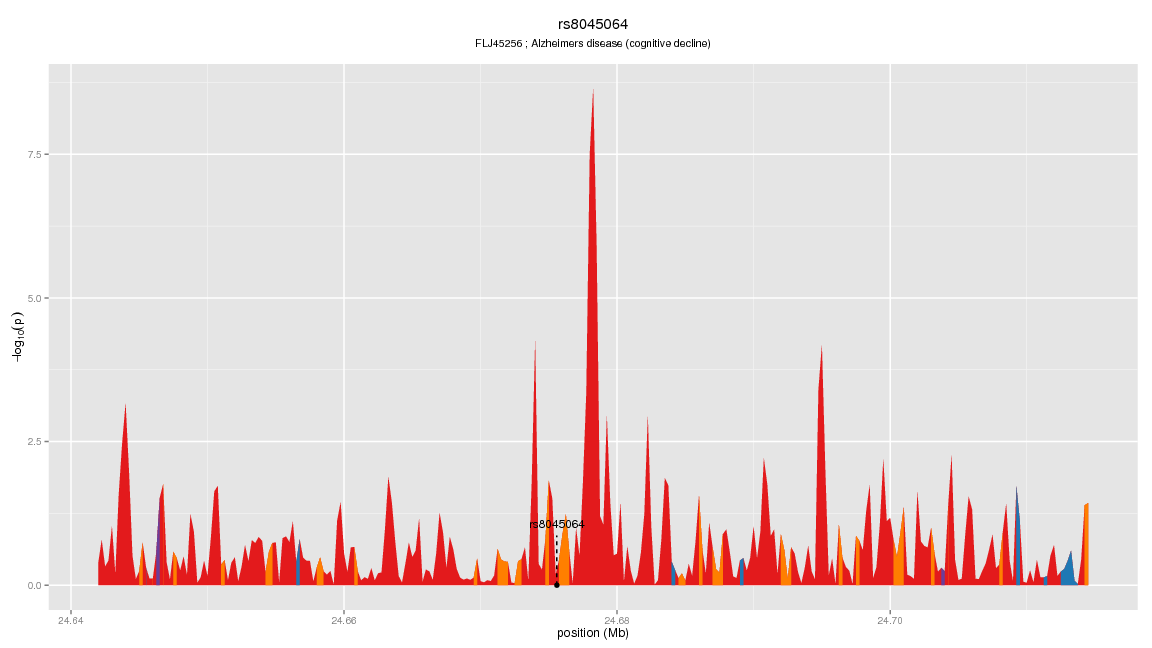 rs8045064
FLJ45256 ; Alzheimers disease (cognitive decline)
−log10(p)
7.5
5.0
2.5
0.0
rs8045064
24.64
24.66
24.68
24.70
position (Mb)